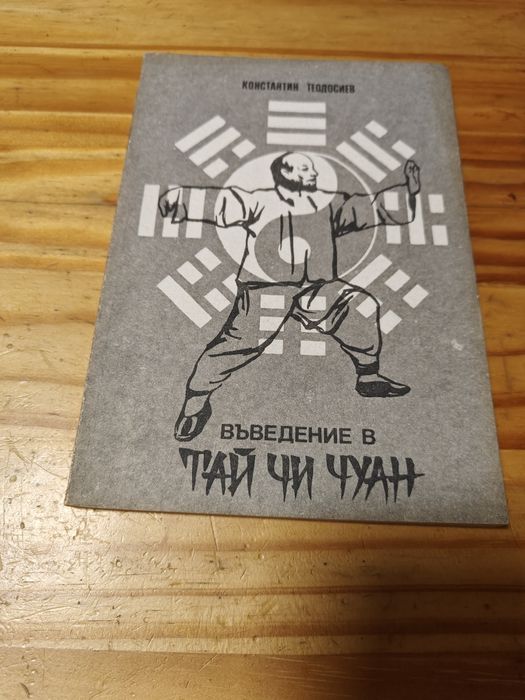 КОНСТАНТИН ТЕОДОСИЕВ
ВЪВЕДЕНИЕ В
ТАЙ ЧИ ЧУАН